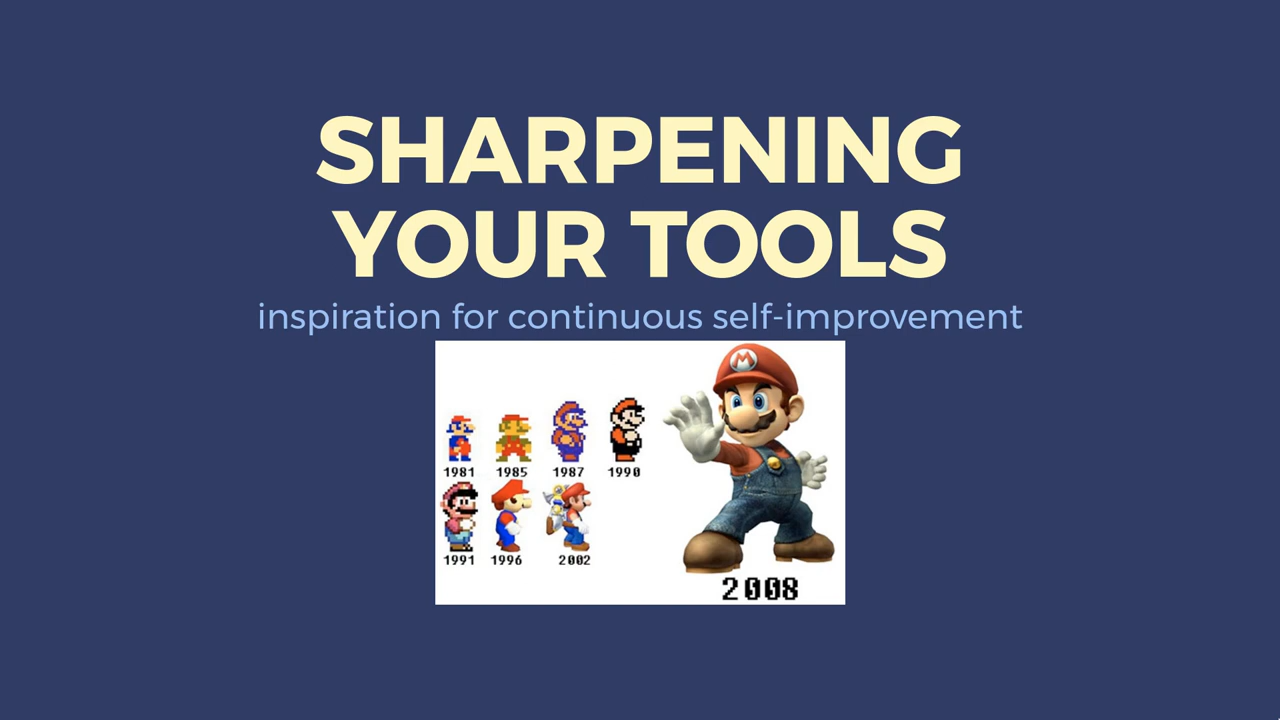 SHARPENING
YOUR TOOLS
inspiration for continuous self-improvement
M
1981 1985 1987 1990
1991 1996 2002
2008